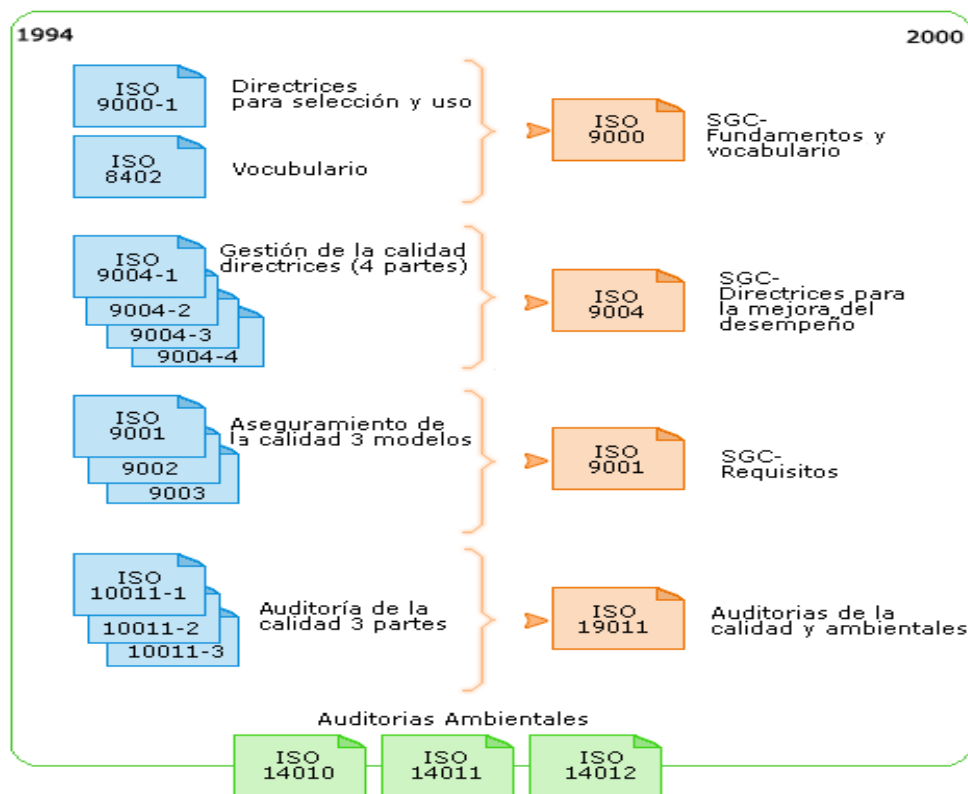 1994
2000
ISO
9000-1
Directrices
para selección y uso
ISO
8402
Vocubulario
ISO
9000
SGC-
Fundamentos y
vocabulario
ISO
9004-1
9004-2
9004-3
9004-4
Gestión de la calidad
directrices (4 partes)
ISO
9004
SGC-
Directrices para
la mejora del
desempeño
ISO
9001
9002
9003
Aseguramiento de
la calidad 3 modelos
ISO
9001
SGC-
Requisitos
ISO
10011-1
10011-2
10011-3
Auditoría de la
calidad 3 partes
ISO
19011
Auditorias de la
calidad y ambientales
Auditorias Ambientales
ISO
14010
ISO
14011
ISO
14012